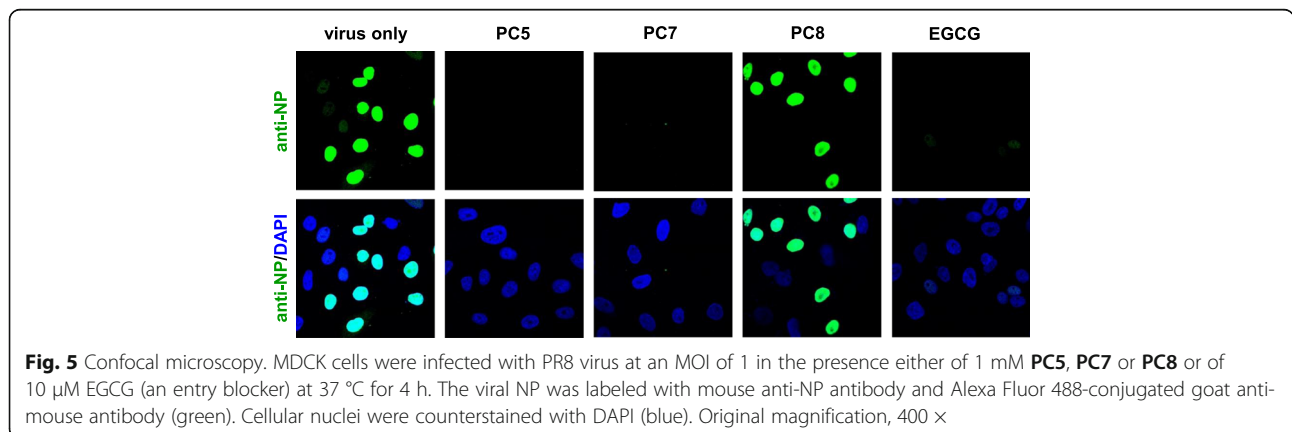 virus only PC5 PC7 PC8 EGCG
anti-NP
anti-NP/DAPI
Fig. 5 Confocal microscopy. MDCK cells were infected with PR8 virus at an MOI of 1 in the presence either of 1 mM PC5, PC7 or PC8 or of
10 μM EGCG (an entry blocker) at 37 °C for 4 h. The viral NP was labeled with mouse anti-NP antibody and Alexa Fluor 488-conjugated goat anti-
mouse antibody (green). Cellular nuclei were counterstained with DAPI (blue). Original magnification, 400 ×